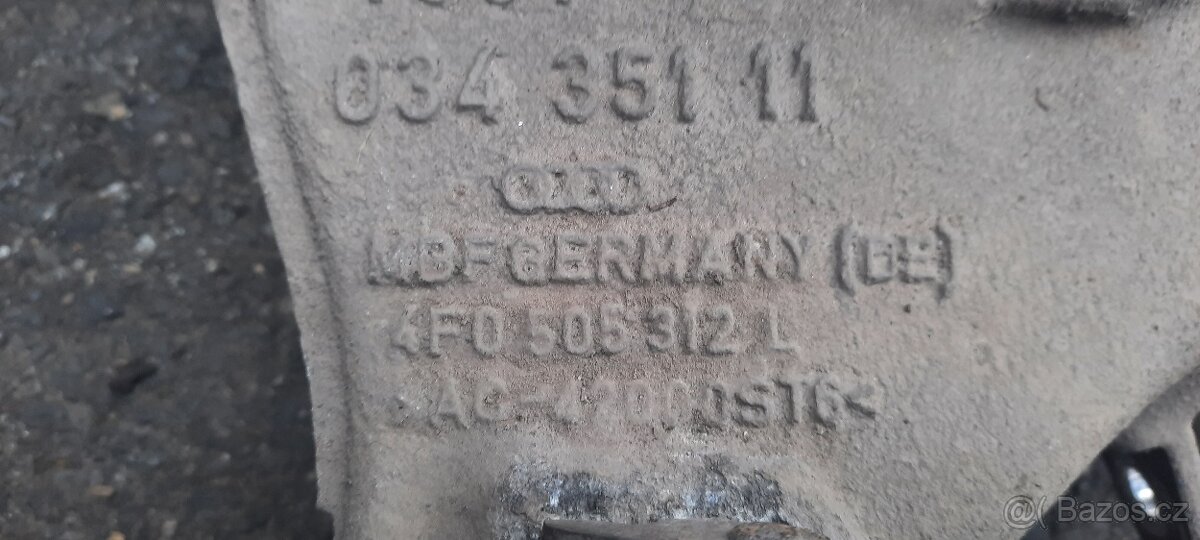 034 351 11
MBF GERMANY (DE)
4F0 505 312 L
>AC-42000ST6<
@( Bazos.cz